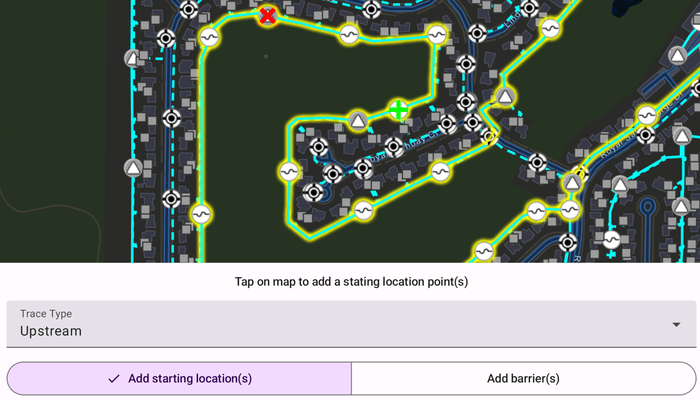 Tap on map to add a stating location point(s)
Trace Type
Upstream
Add starting location(s)
Add barrier(s)